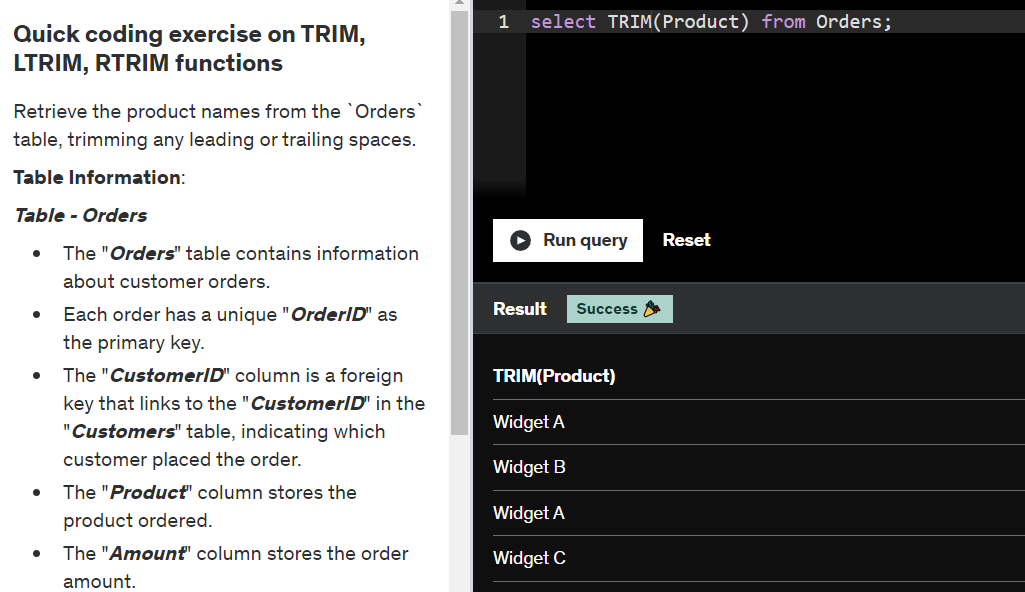 Quick coding exercise on TRIM,
LTRIM, RTRIM functions
Retrieve the product names from the `Orders`
table, trimming any leading or trailing spaces.
Table Information:
Table - Orders
The "Orders" table contains information
about customer orders.
Each order has a unique "OrderID" as
the primary key.
The "CustomerID" column is a foreign
key that links to the "CustomerID" in the
"Customers" table, indicating which
customer placed the order.
The "Product" column stores the
product ordered.
The "Amount" column stores the order
amount.
1 select TRIM(Product) from Orders;
Run query Reset
Result Success
TRIM(Product)
Widget A
Widget B
Widget A
Widget C